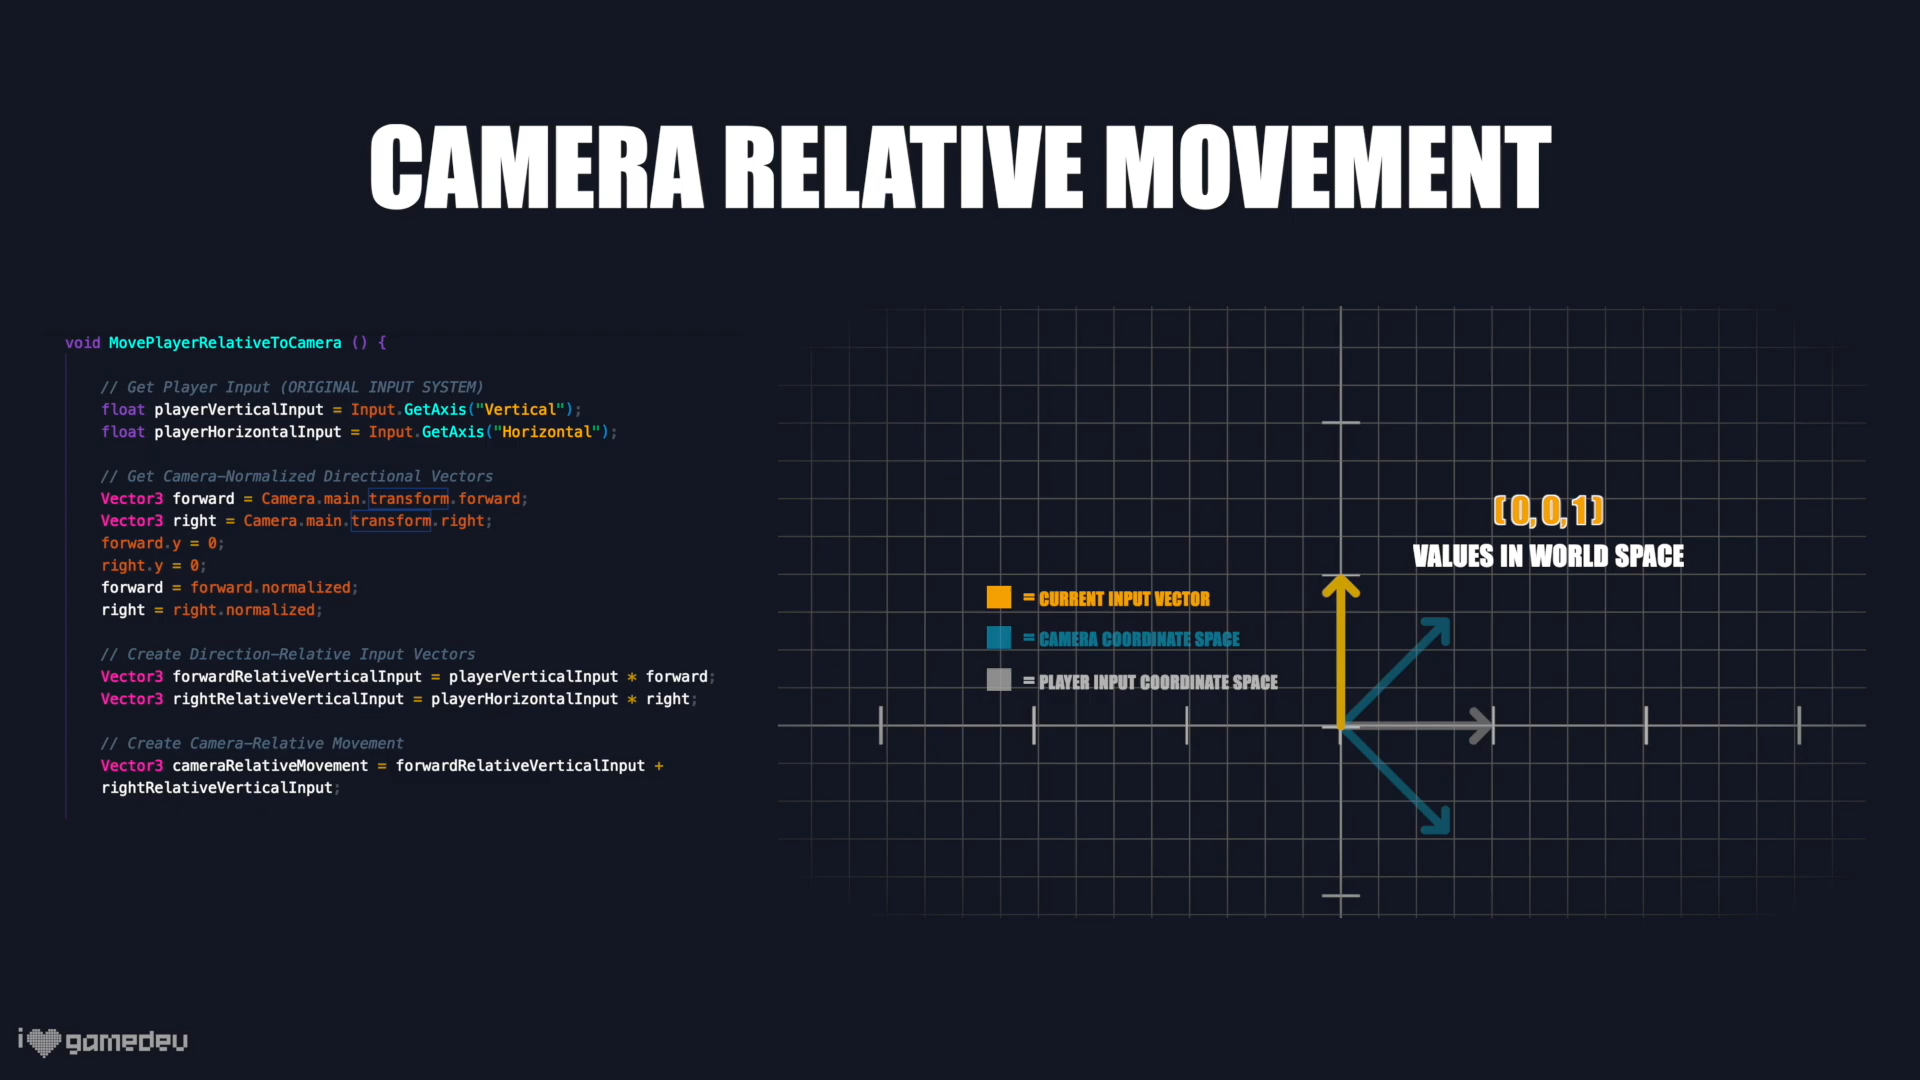 CAMERA RELATIVE MOVEMENT
void MovePlayerRelativeToCamera () {
// Get Player Input (ORIGINAL INPUT SYSTEM)
float playerVerticalInput = Input.GetAxis("Vertical");
float playerHorizontalInput = Input.GetAxis("Horizontal");
// Get Camera-Normalized Directional Vectors
Vector3 forward = Camera.main.transform.forward;
Vector3 right = Camera.main.transform.right;
forward.y = 0;
right.y = 0;
forward = forward.normalized;
right = right.normalized;
// Create Direction-Relative Input Vectors
Vector3 forwardRelativeVerticalInput = playerVerticalInput * forward;
Vector3 rightRelativeVerticalInput = playerHorizontalInput * right;
// Create Camera-Relative Movement
Vector3 cameraRelativeMovement = forwardRelativeVerticalInput +
rightRelativeVerticalInput;
(0,0,1)
VALUES IN WORLD SPACE
= CURRENT INPUT VECTOR
= CAMERA COORDINATE SPACE
= PLAYER INPUT COORDINATE SPACE
i gamedev